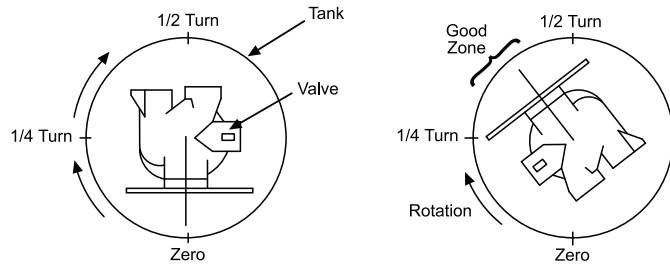 1/2 Turn
Tank
Valve
1/4 Turn
Zero
Good
Zone
1/2 Turn
1/4 Turn
Rotation
Zero